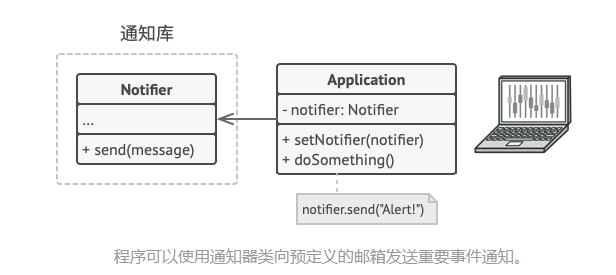 通知库
Notifier
...
+ send(message)
Application
- notifier: Notifier
+ setNotifier(notifier)
+ doSomething()
notifier.send("Alert!")
程序可以使用通知器类向预定义的邮箱发送重要事件通知。